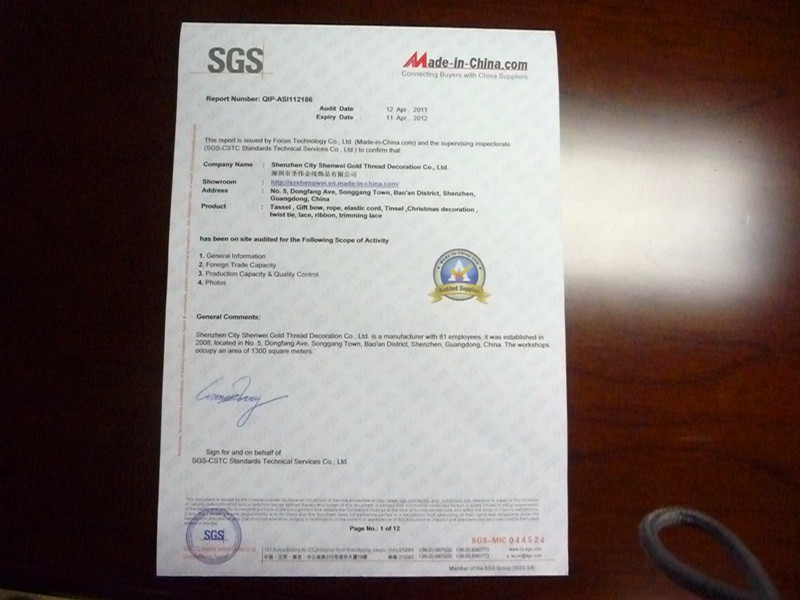 SGS
Made-in-China.com
Connecting Buyers with China Suppliers
Report Number: QIP-ASI112186
Audit Date 12 Apr., 2011
Expiry Date 11 Apr., 2012
This report is issued by Focus Technology Co., Ltd. (Made-in-China.com) and the supervising inspectorate
(SGS-CSTC Standards Technical Services Co., Ltd.) to confirm that
Company Name : Shenzhen City Shenwei Gold Thread Decoration Co., Ltd.
深圳市圣伟金线饰品有限公司
Showroom : http://szshengwei.en.made-in-china.com/
Address : No. 5, Dongfang Ave, Songgang Town, Bao'an District, Shenzhen,
Guangdong, China
Product : Tassel , Gift bow, rope, elastic cord, Tinsel ,Christmas decoration ,
twist tie, lace, ribbon, trimming lace
has been on site audited for the Following Scope of Activity
1. General Information
2. Foreign Trade Capacity
3. Production Capacity & Quality Control
4. Photos
Made-in-China.com
Audited Supplier
General Comments:
Shenzhen City Shenwei Gold Thread Decoration Co., Ltd. is a manufacturer with 61 employees, it was established in
2008, located in No. 5, Dongfang Ave, Songgang Town, Bao'an District, Shenzhen, Guangdong, China. The workshops
occupy an area of 1300 square meters.
Sign for and on behalf of
SGS-CSTC Standards Technical Services Co., Ltd
Page No.: 1 of 12
SGS
SGS-MIC 044524
Member of the SGS Group (SGS SA)